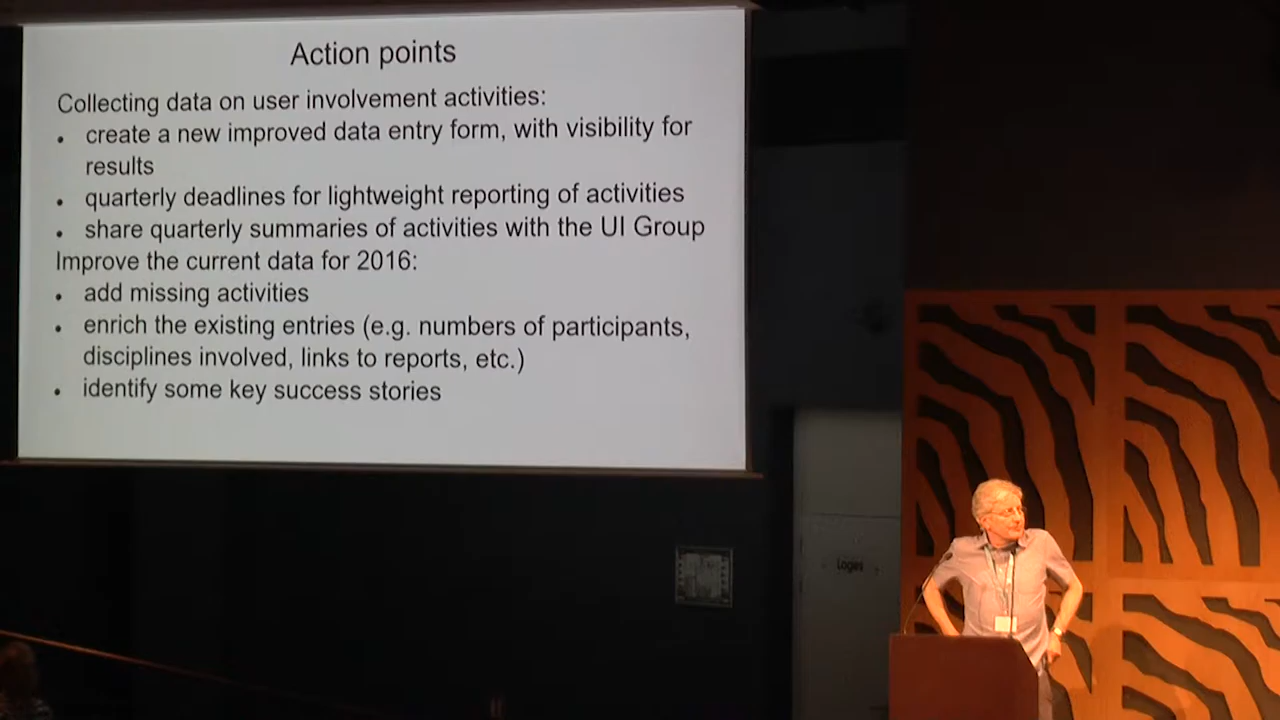 Action points
Collecting data on user involvement activities:
• create a new improved data entry form, with visibility for
results
• quarterly deadlines for lightweight reporting of activities
• share quarterly summaries of activities with the UI Group
Improve the current data for 2016:
• add missing activities
• enrich the existing entries (e.g. numbers of participants,
disciplines involved, links to reports, etc.)
• identify some key success stories
Loges